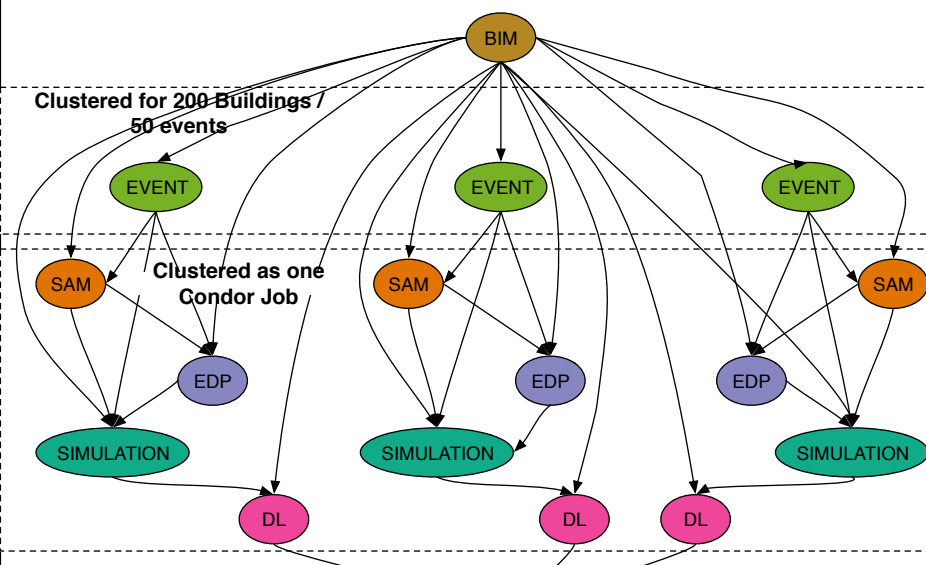 BIM
Clustered for 200 Buildings /
50 events
EVENT
EVENT
EVENT
Clustered as one
Condor Job
SAM
SAM
SAM
EDP
EDP
EDP
SIMULATION
SIMULATION
SIMULATION
DL
DL
DL